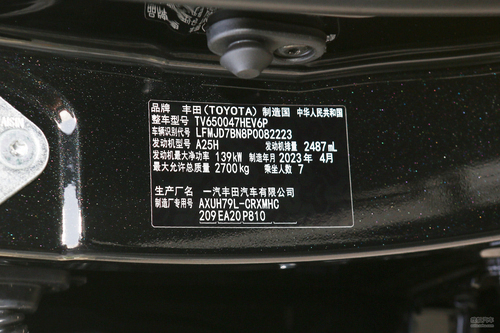 品牌 丰田(TOYOTA) 制造国 中华人民共和国
整车型号 TV650047HEV6P
车辆识别代号 LFMJD7BN8P0082223
发动机型号 A25H 发动机排量 2487 mL
发动机最大净功率 139kW 制造年月 2023年 4月
最大允许总质量 2700kg 乘坐人数 7
生产厂名 一汽丰田汽车有限公司
制造厂专用号 AXUH79L-CRXMHC
209 EA20 P810